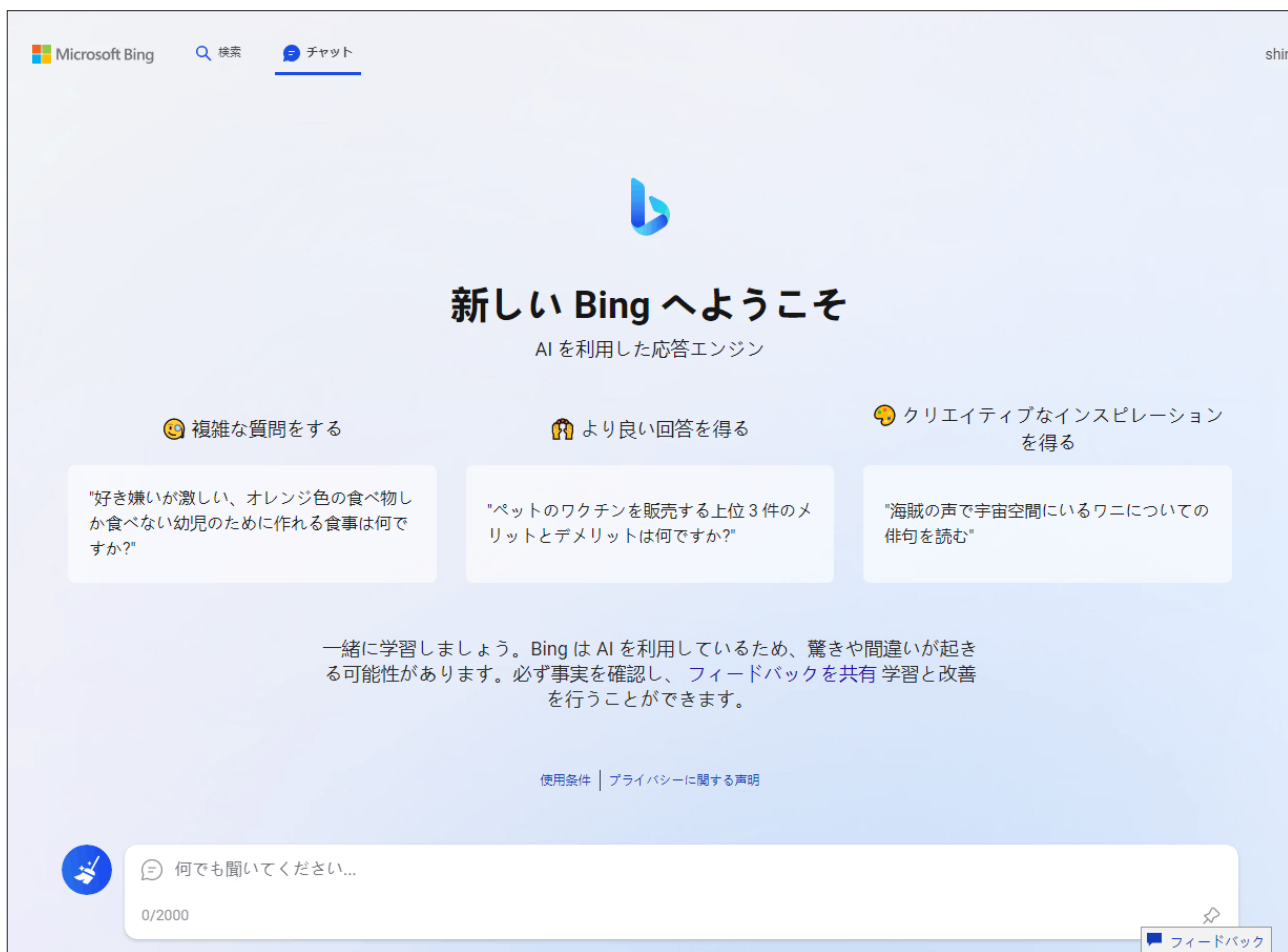 Microsoft Bing
検索
チャット
新しい Bing へようこそ
AI を利用した応答エンジン
複雑な質問をする
"好き嫌いが激しい、オレンジ色の食べ物し
か食べない幼児のために作れる食事は何で
すか?"
より良い回答を得る
"ペットのワクチンを販売する上位 3 件のメ
リットとデメリットは何ですか?"
クリエイティブなインスピレーション
を得る
"海賊の声で宇宙空間にいるワニについての
俳句を読む"
一緒に学習しましょう。Bing は AI を利用しているため、驚きや間違いが起き
る可能性があります。必ず事実を確認し、 フィードバックを共有 学習と改善
を行うことができます。
使用条件
プライバシーに関する声明
何でも聞いてください...
0/2000
フィードバック